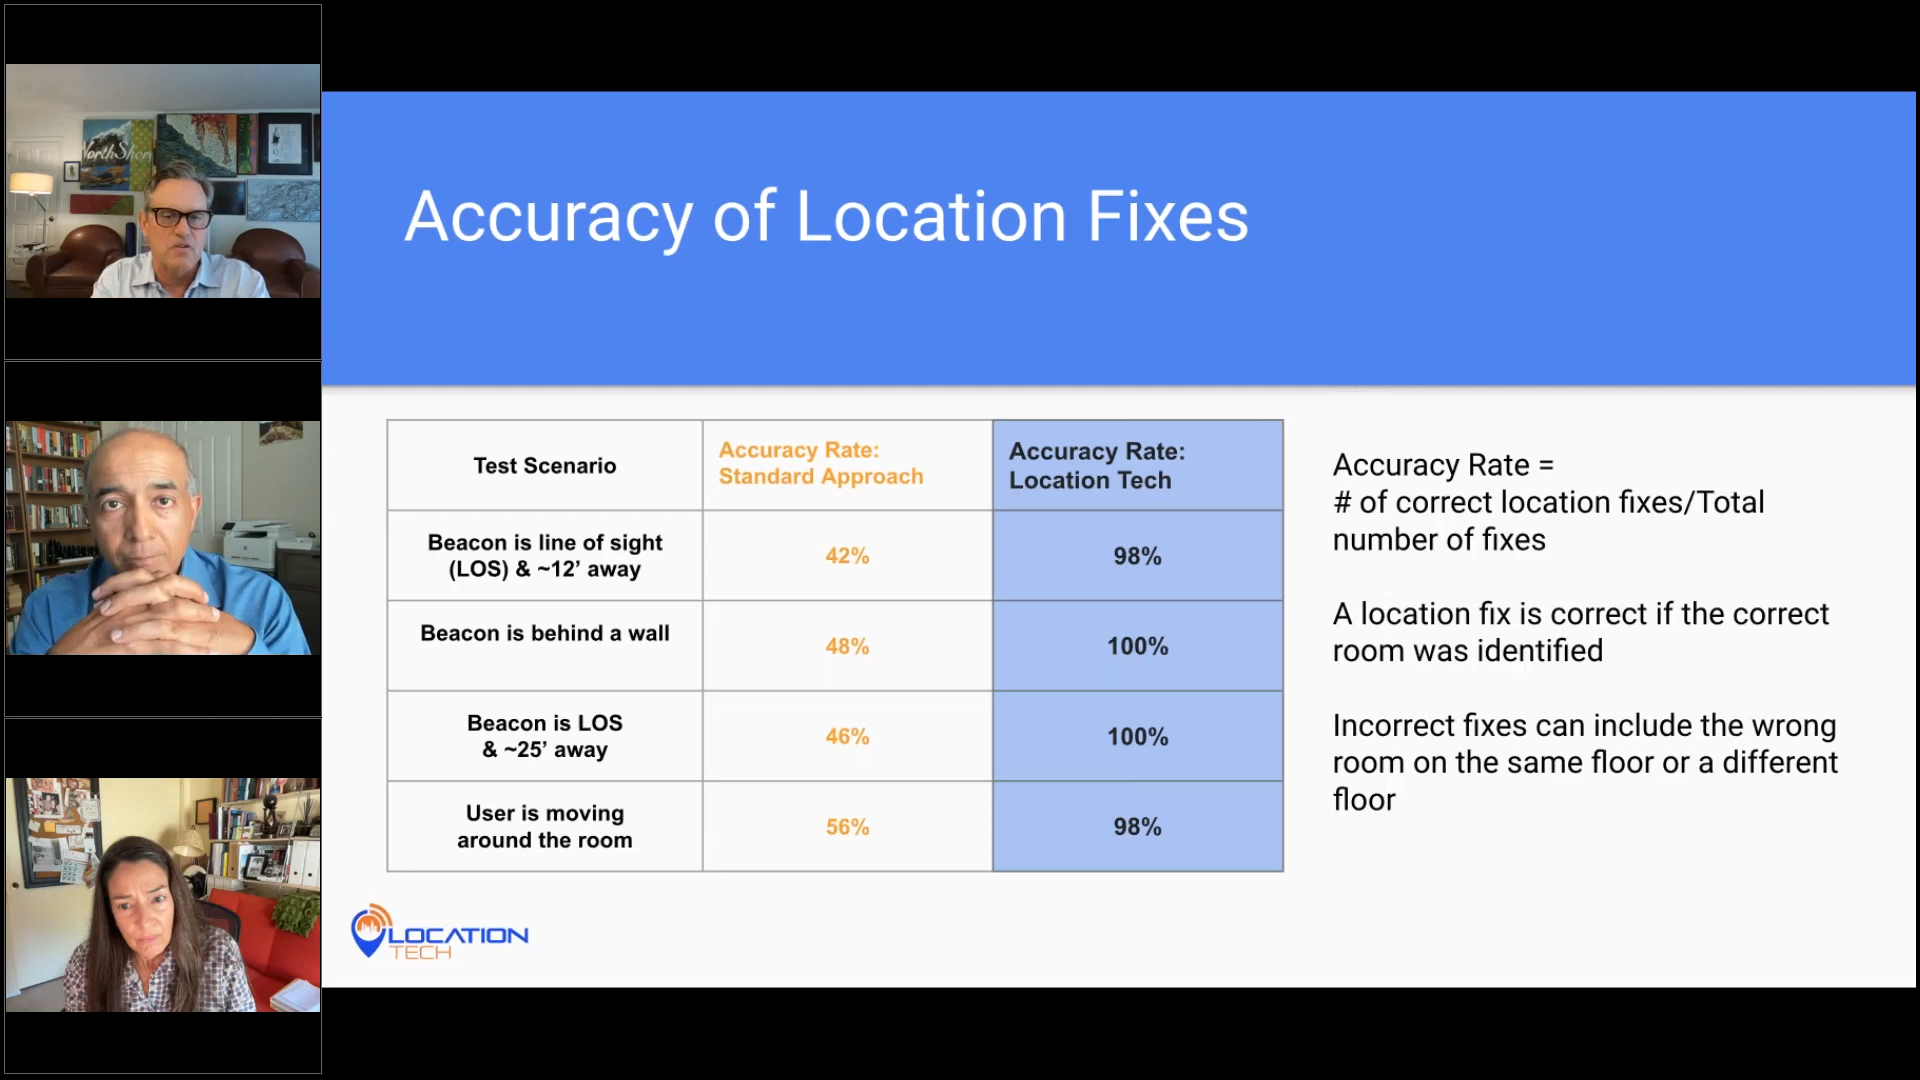 NorthShor
Accuracy of Location Fixes
Test Scenario
Accuracy Rate:
Standard Approach
Accuracy Rate:
Location Tech
Beacon is line of sight
(LOS) & ~12’ away
42%
98%
Beacon is behind a wall
48%
100%
Beacon is LOS
& ~25’ away
46%
100%
User is moving
around the room
56%
98%
Accuracy Rate =
# of correct location fixes/Total
number of fixes
A location fix is correct if the correct
room was identified
Incorrect fixes can include the wrong
room on the same floor or a different
floor
LOCATION
TECH